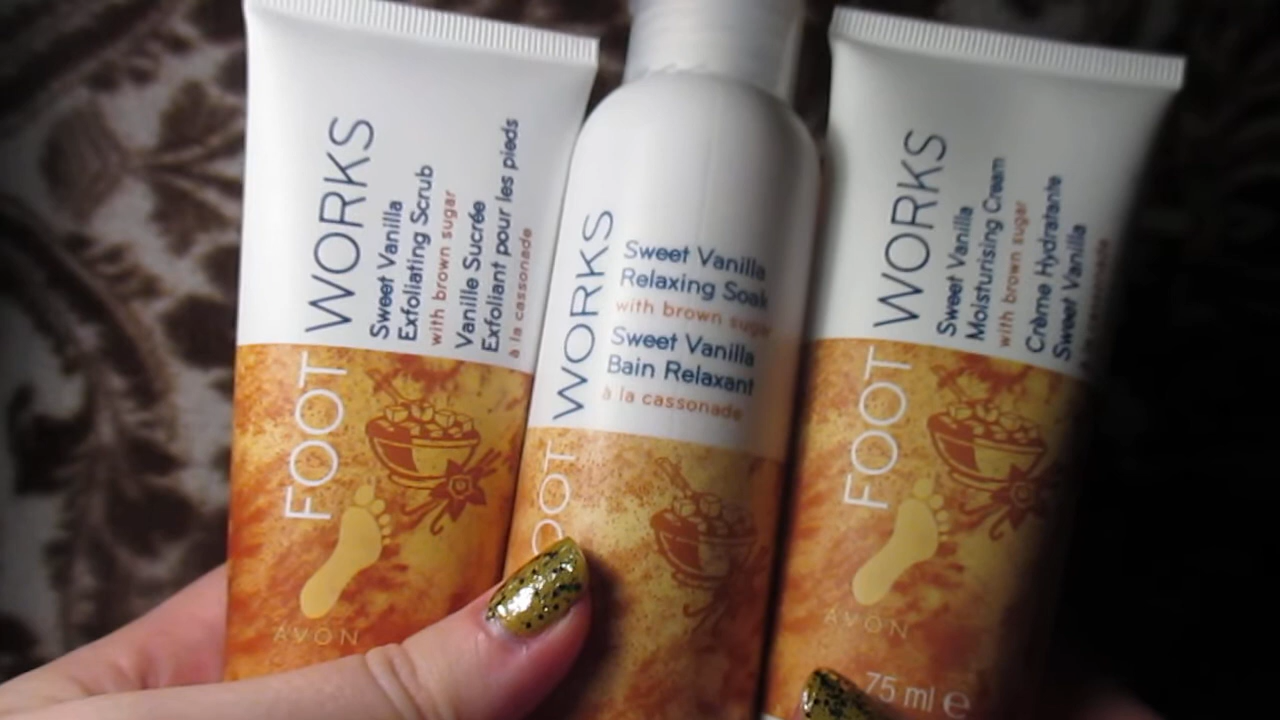 FOOT WORKS
Sweet Vanilla
Exfoliating Scrub
with brown sugar
Vanille Sucrée
Exfoliant pour les pieds
à la cassonade
AVON
WORKS
Sweet Vanilla
Relaxing Soak
with brown sugar
Sweet Vanilla
Bain Relaxant
à la cassonade
FOOT WORKS
Sweet Vanilla
Moisturising Cream
with brown sugar
Crème Hydratante
Sweet Vanilla
AVON
75 ml e